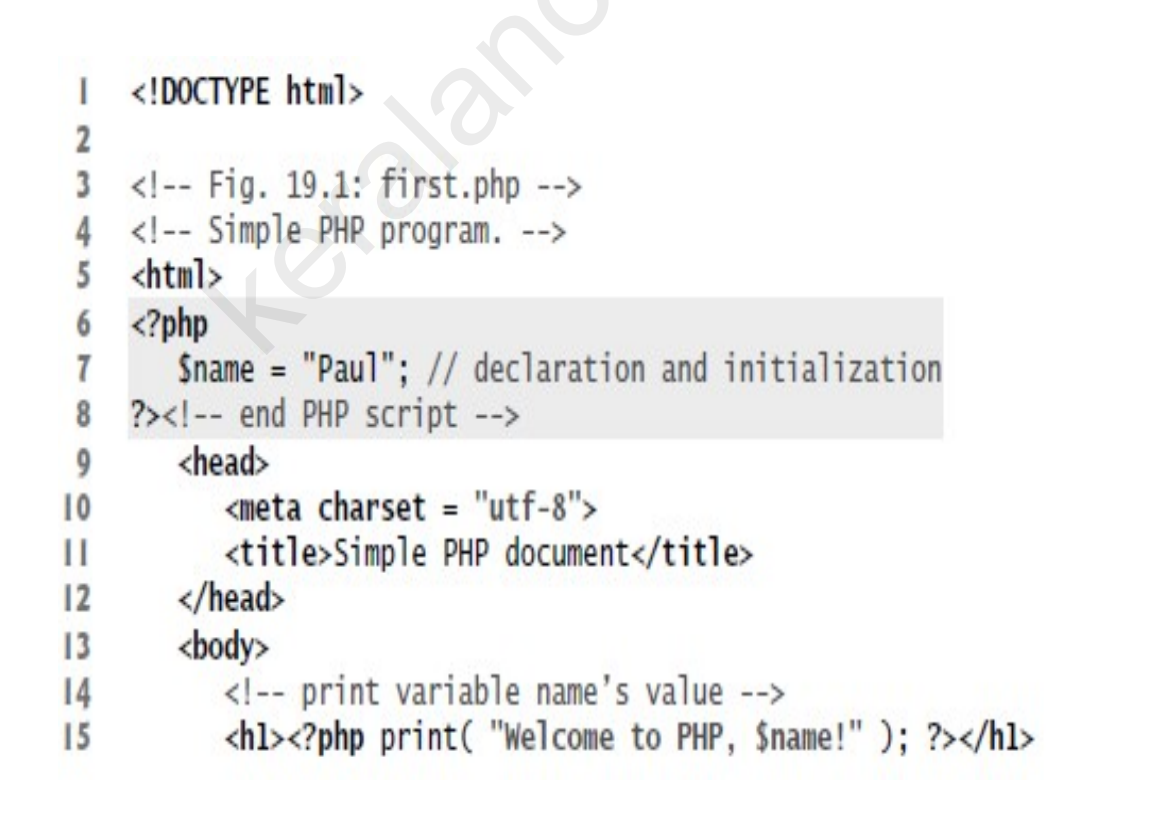 1 <!DOCTYPE html>
2
3 <!-- Fig. 19.1: first.php -->
4 <!-- Simple PHP program. -->
5 <html>
6 <?php
7 $name = "Paul"; // declaration and initialization
8 ?><!-- end PHP script -->
9 <head>
10 <meta charset = "utf-8">
11 <title>Simple PHP document</title>
12 </head>
13 <body>
14 <!-- print variable name's value -->
15 <h1><?php print( "Welcome to PHP, $name!" ); ?></h1>